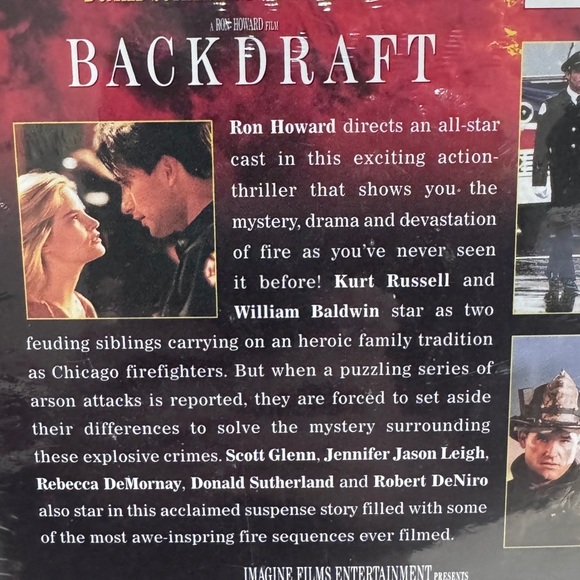 A RON HOWARD FILM
BACKDRAFT
Ron Howard directs an all-star
cast in this exciting action-
thriller that shows you the
mystery, drama and devastation
of fire as you've never seen
it before! Kurt Russell and
William Baldwin star as two
feuding siblings carrying on an heroic family tradition
as Chicago firefighters. But when a puzzling series of
arson attacks is reported, they are forced to set aside
their differences to solve the mystery surrounding
these explosive crimes. Scott Glenn, Jennifer Jason Leigh,
Rebecca DeMornay, Donald Sutherland and Robert DeNiro
also star in this acclaimed suspense story filled with some
of the most awe-inspring fire sequences ever filmed.
IMAGINE FILMS ENTERTAINMENT PRESENTS